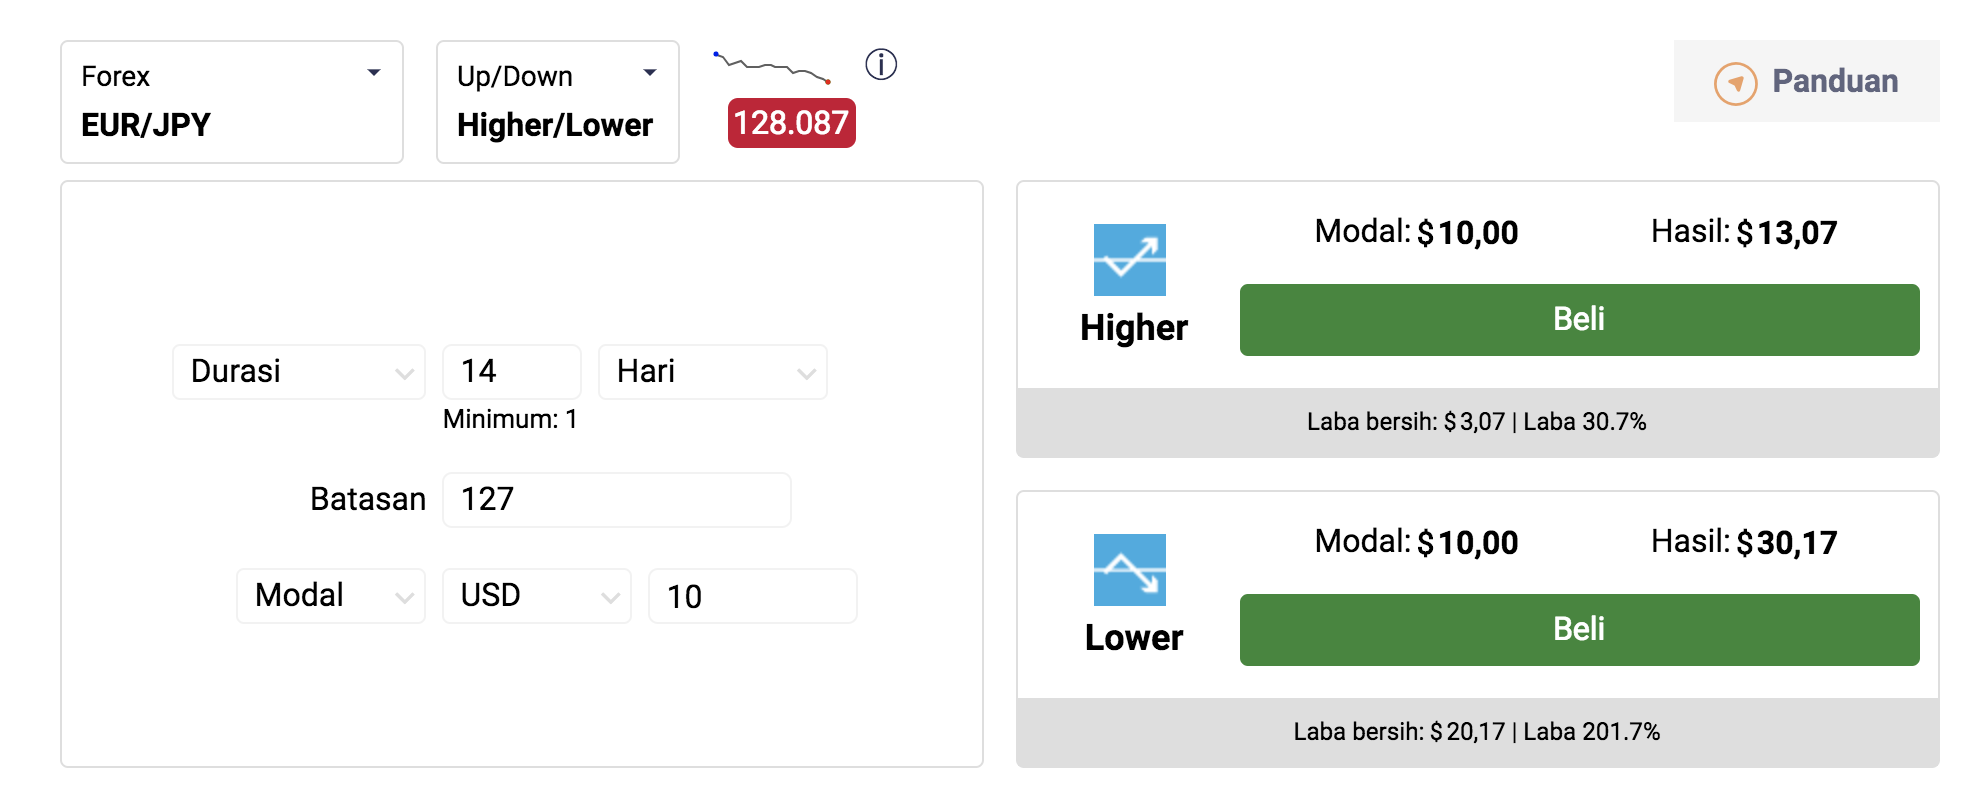 Forex
EUR/JPY
Up/Down
Higher/Lower
128.087
Panduan
Durasi 14 Hari
Minimum: 1
Batasan 127
Modal USD 10
Modal: $10,00 Hasil: $13,07
Higher
Beli
Laba bersih: $3,07 | Laba 30.7%
Modal: $10,00 Hasil: $30,17
Lower
Beli
Laba bersih: $20,17 | Laba 201.7%